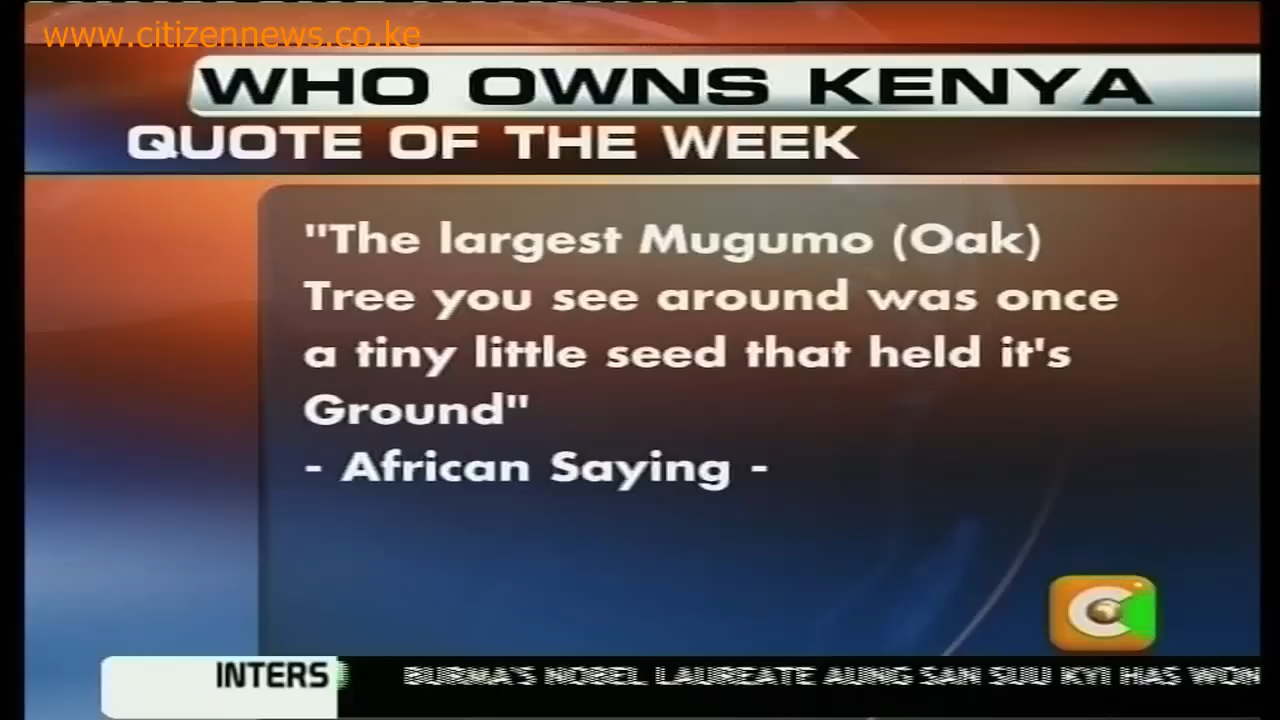 www.citizennews.co.ke
WHO OWNS KENYA
QUOTE OF THE WEEK
"The largest Mugumo (Oak)
Tree you see around was once
a tiny little seed that held it's
Ground"
- African Saying -
INTERS
BURMA'S NOBEL LAUREATE AUNG SAN SUU KYI HAS WON